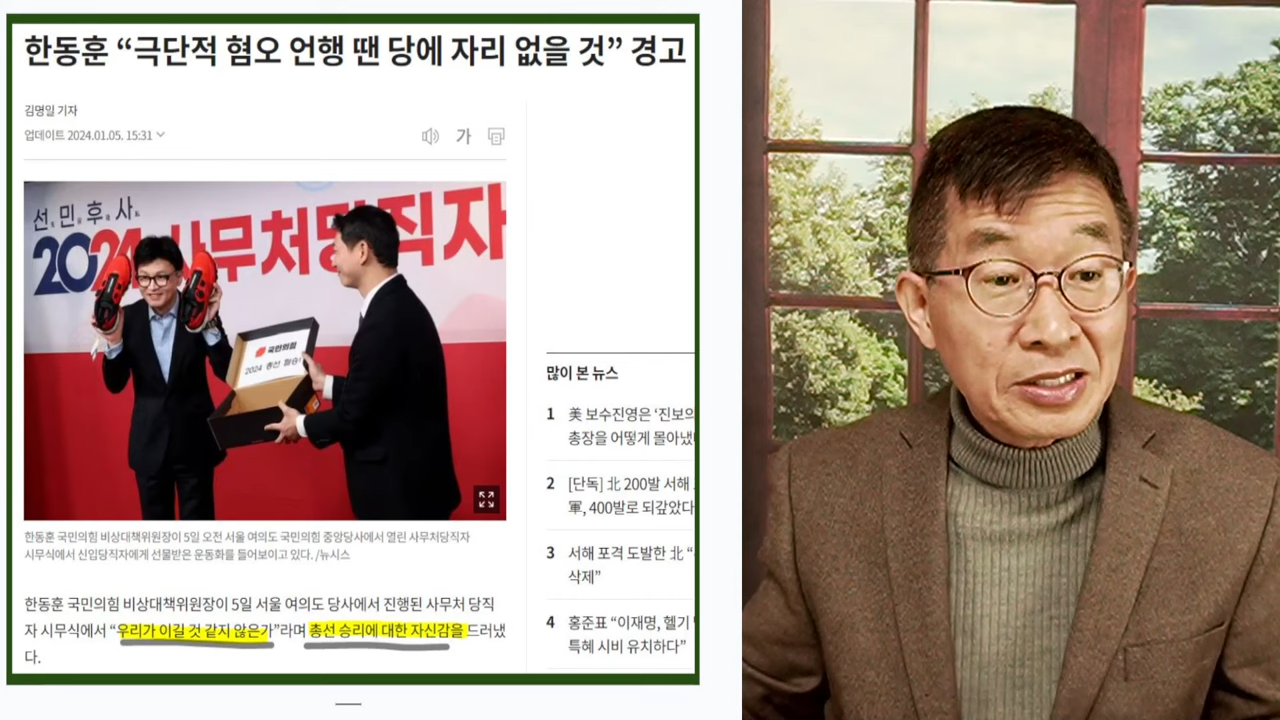 한동훈 “극단적 혐오 언행 땐 당에 자리 없을 것” 경고
김명일 기자
업데이트 2024.01.05. 15:31
가
선.민.후.사.
2024 사무처당직자
국민의힘
2024 총선 필승!
한동훈 국민의힘 비상대책위원장이 5일 오전 서울 여의도 국민의힘 중앙당사에서 열린 사무처당직자
시무식에서 신입당직자에게 선물받은 운동화를 들어보이고 있다. /뉴시스
한동훈 국민의힘 비상대책위원장이 5일 서울 여의도 당사에서 진행된 사무처 당직
자 시무식에서 “우리가 이길 것 같지 않은가”라며 총선 승리에 대한 자신감을 드러냈
다.
많이 본 뉴스
1 美 보수진영은 ‘진보의
총장을 어떻게 몰아냈
2 [단독] 北 200발 서해
軍, 400발로 되갚았다
3 서해 포격 도발한 北 “
삭제”
4 홍준표 “이재명, 헬기
특혜 시비 유치하다”